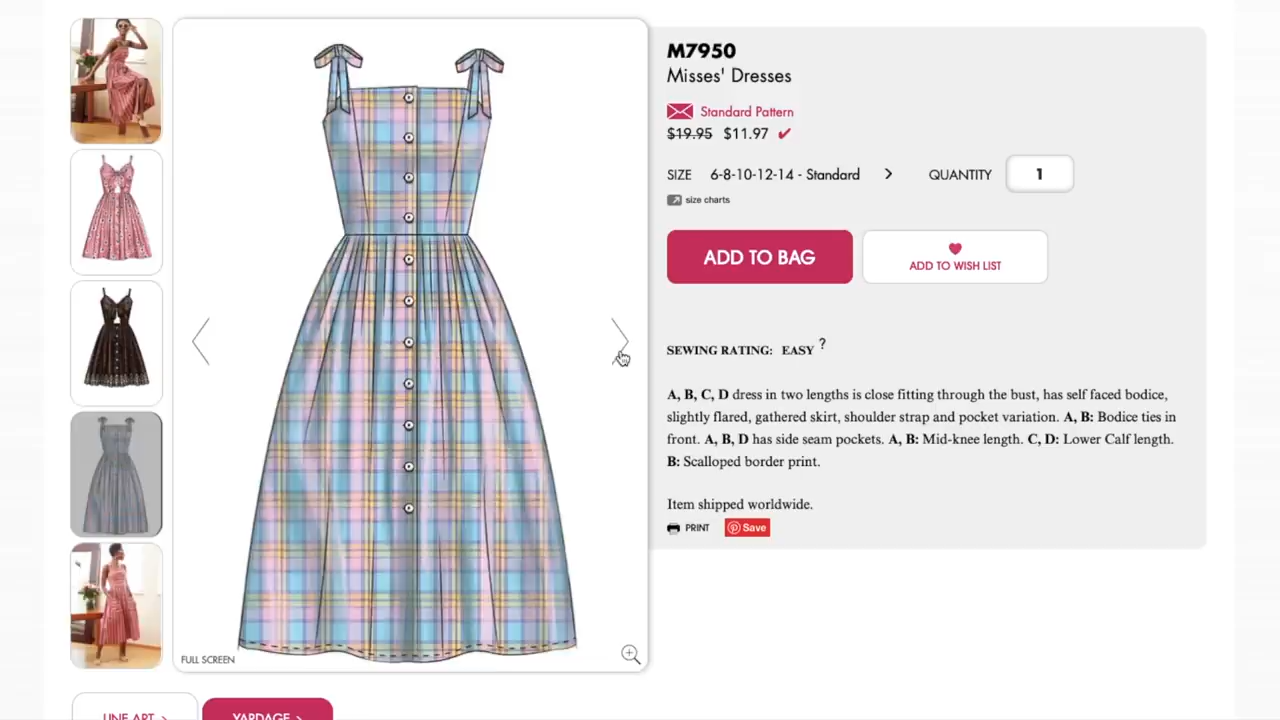 M7950
Misses' Dresses
Standard Pattern
$19.95 $11.97
SIZE 6-8-10-12-14 - Standard > QUANTITY 1
size charts
ADD TO BAG
ADD TO WISH LIST
SEWING RATING: EASY ?
A, B, C, D dress in two lengths is close fitting through the bust, has self faced bodice,
slightly flared, gathered skirt, shoulder strap and pocket variation. A, B: Bodice ties in
front. A, B, D has side seam pockets. A, B: Mid-knee length. C, D: Lower Calf length.
B: Scalloped border print.
Item shipped worldwide.
PRINT Save
FULL SCREEN
LINE ART >
YARDAGE >